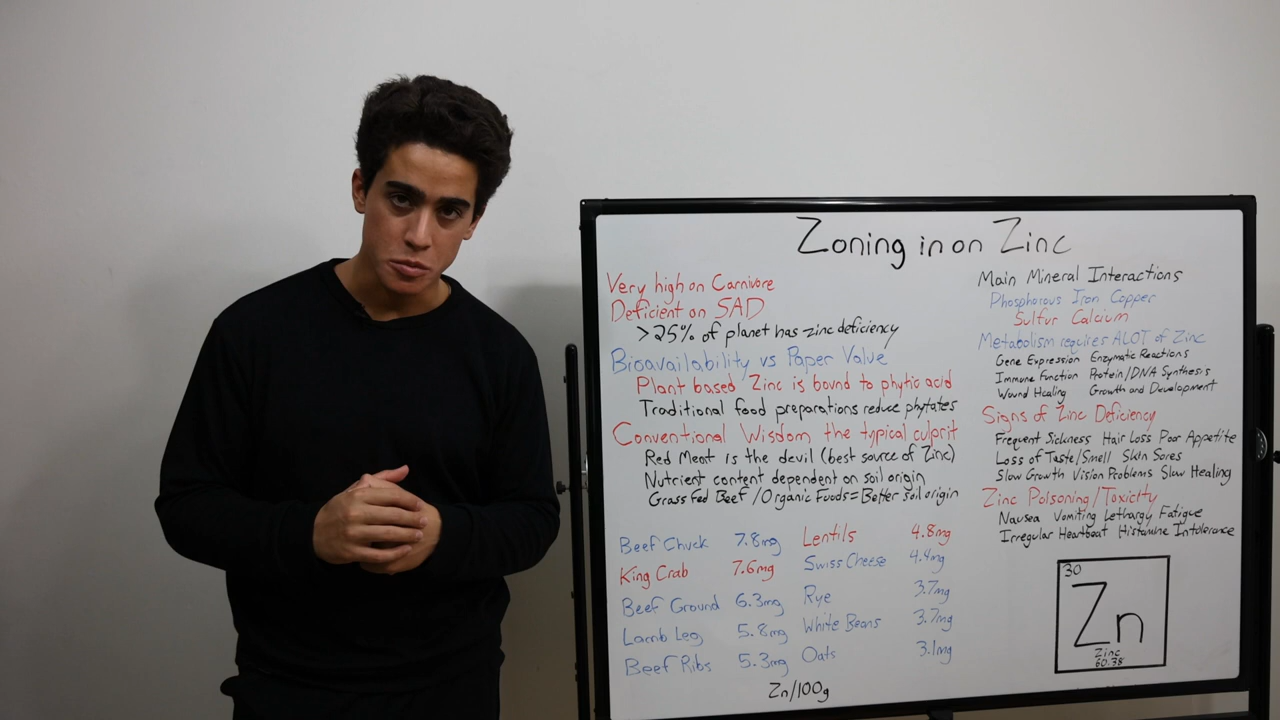 Zoning in on Zinc
Very high on Carnivore
Deficient on SAD
>25% of planet has zinc deficiency
Bioavailability vs Paper Value
Plant based Zinc is bound to phytic acid
Traditional food preparations reduce phytates
Conventional Wisdom the typical culprit
Red Meat is the devil (best source of Zinc)
Nutrient content dependent on soil origin
Grass Fed Beef/Organic Foods=Better soil origin
Beef Chuck 7.8mg
King Crab 7.6mg
Beef Ground 6.3mg
Lamb Leg 5.8mg
Beef Ribs 5.3mg
Lentils 4.8mg
Swiss Cheese 4.4mg
Rye 3.7mg
White Beans 3.7mg
Oats 3.1mg
Zn/100g
Main Mineral Interactions
Phosphorous Iron Copper
Sulfur Calcium
Metabolism requires ALOT of Zinc
Gene Expression Enzymatic Reactions
Immune Function Protein/DNA Synthesis
Wound Healing Growth and Development
Signs of Zinc Deficiency
Frequent Sickness Hair Loss Poor Appetite
Loss of Taste/Smell Skin Sores
Slow Growth Vision Problems Slow Healing
Zinc Poisoning/Toxicity
Nausea Vomiting Lethargy Fatigue
Irregular Heartbeat Histamine Intolerance
30
Zn
Zinc
60.38